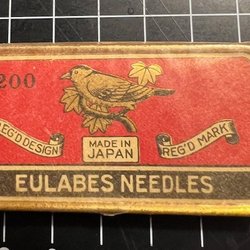 200
REG'D DESIGN
MADE IN
JAPAN
REG'D MARK
EULABES NEEDLES